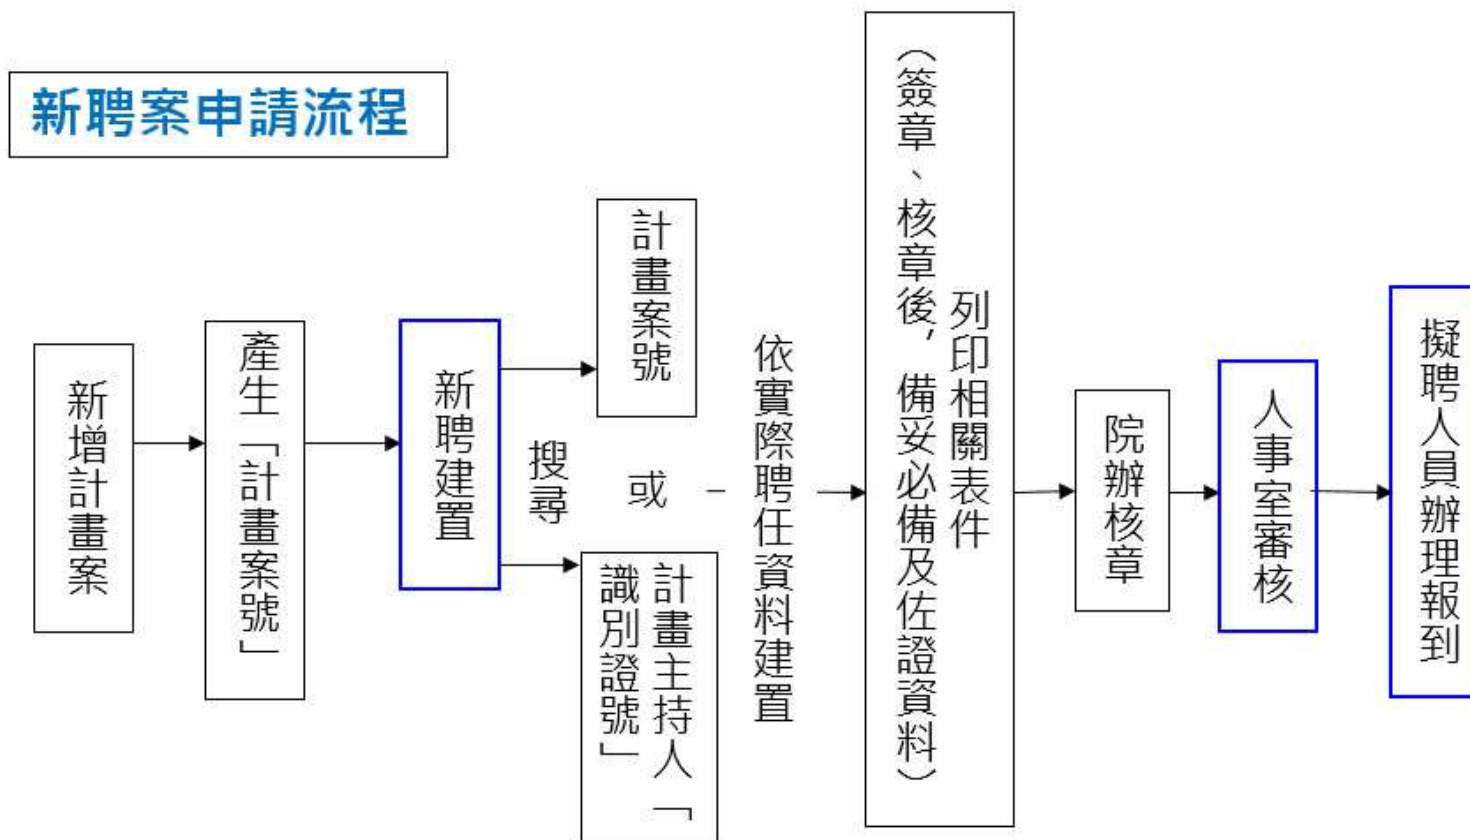 新聘案申請流程
新增計畫案
產生「計畫案號」
新聘建置
搜尋
計畫案號
或
計畫主持人「
識別證號」
依實際聘任資料建置
列印相關表件
(簽章、核章後, 備妥必備及佐證資料)
院辦核章
人事室審核
擬聘人員辦理報到